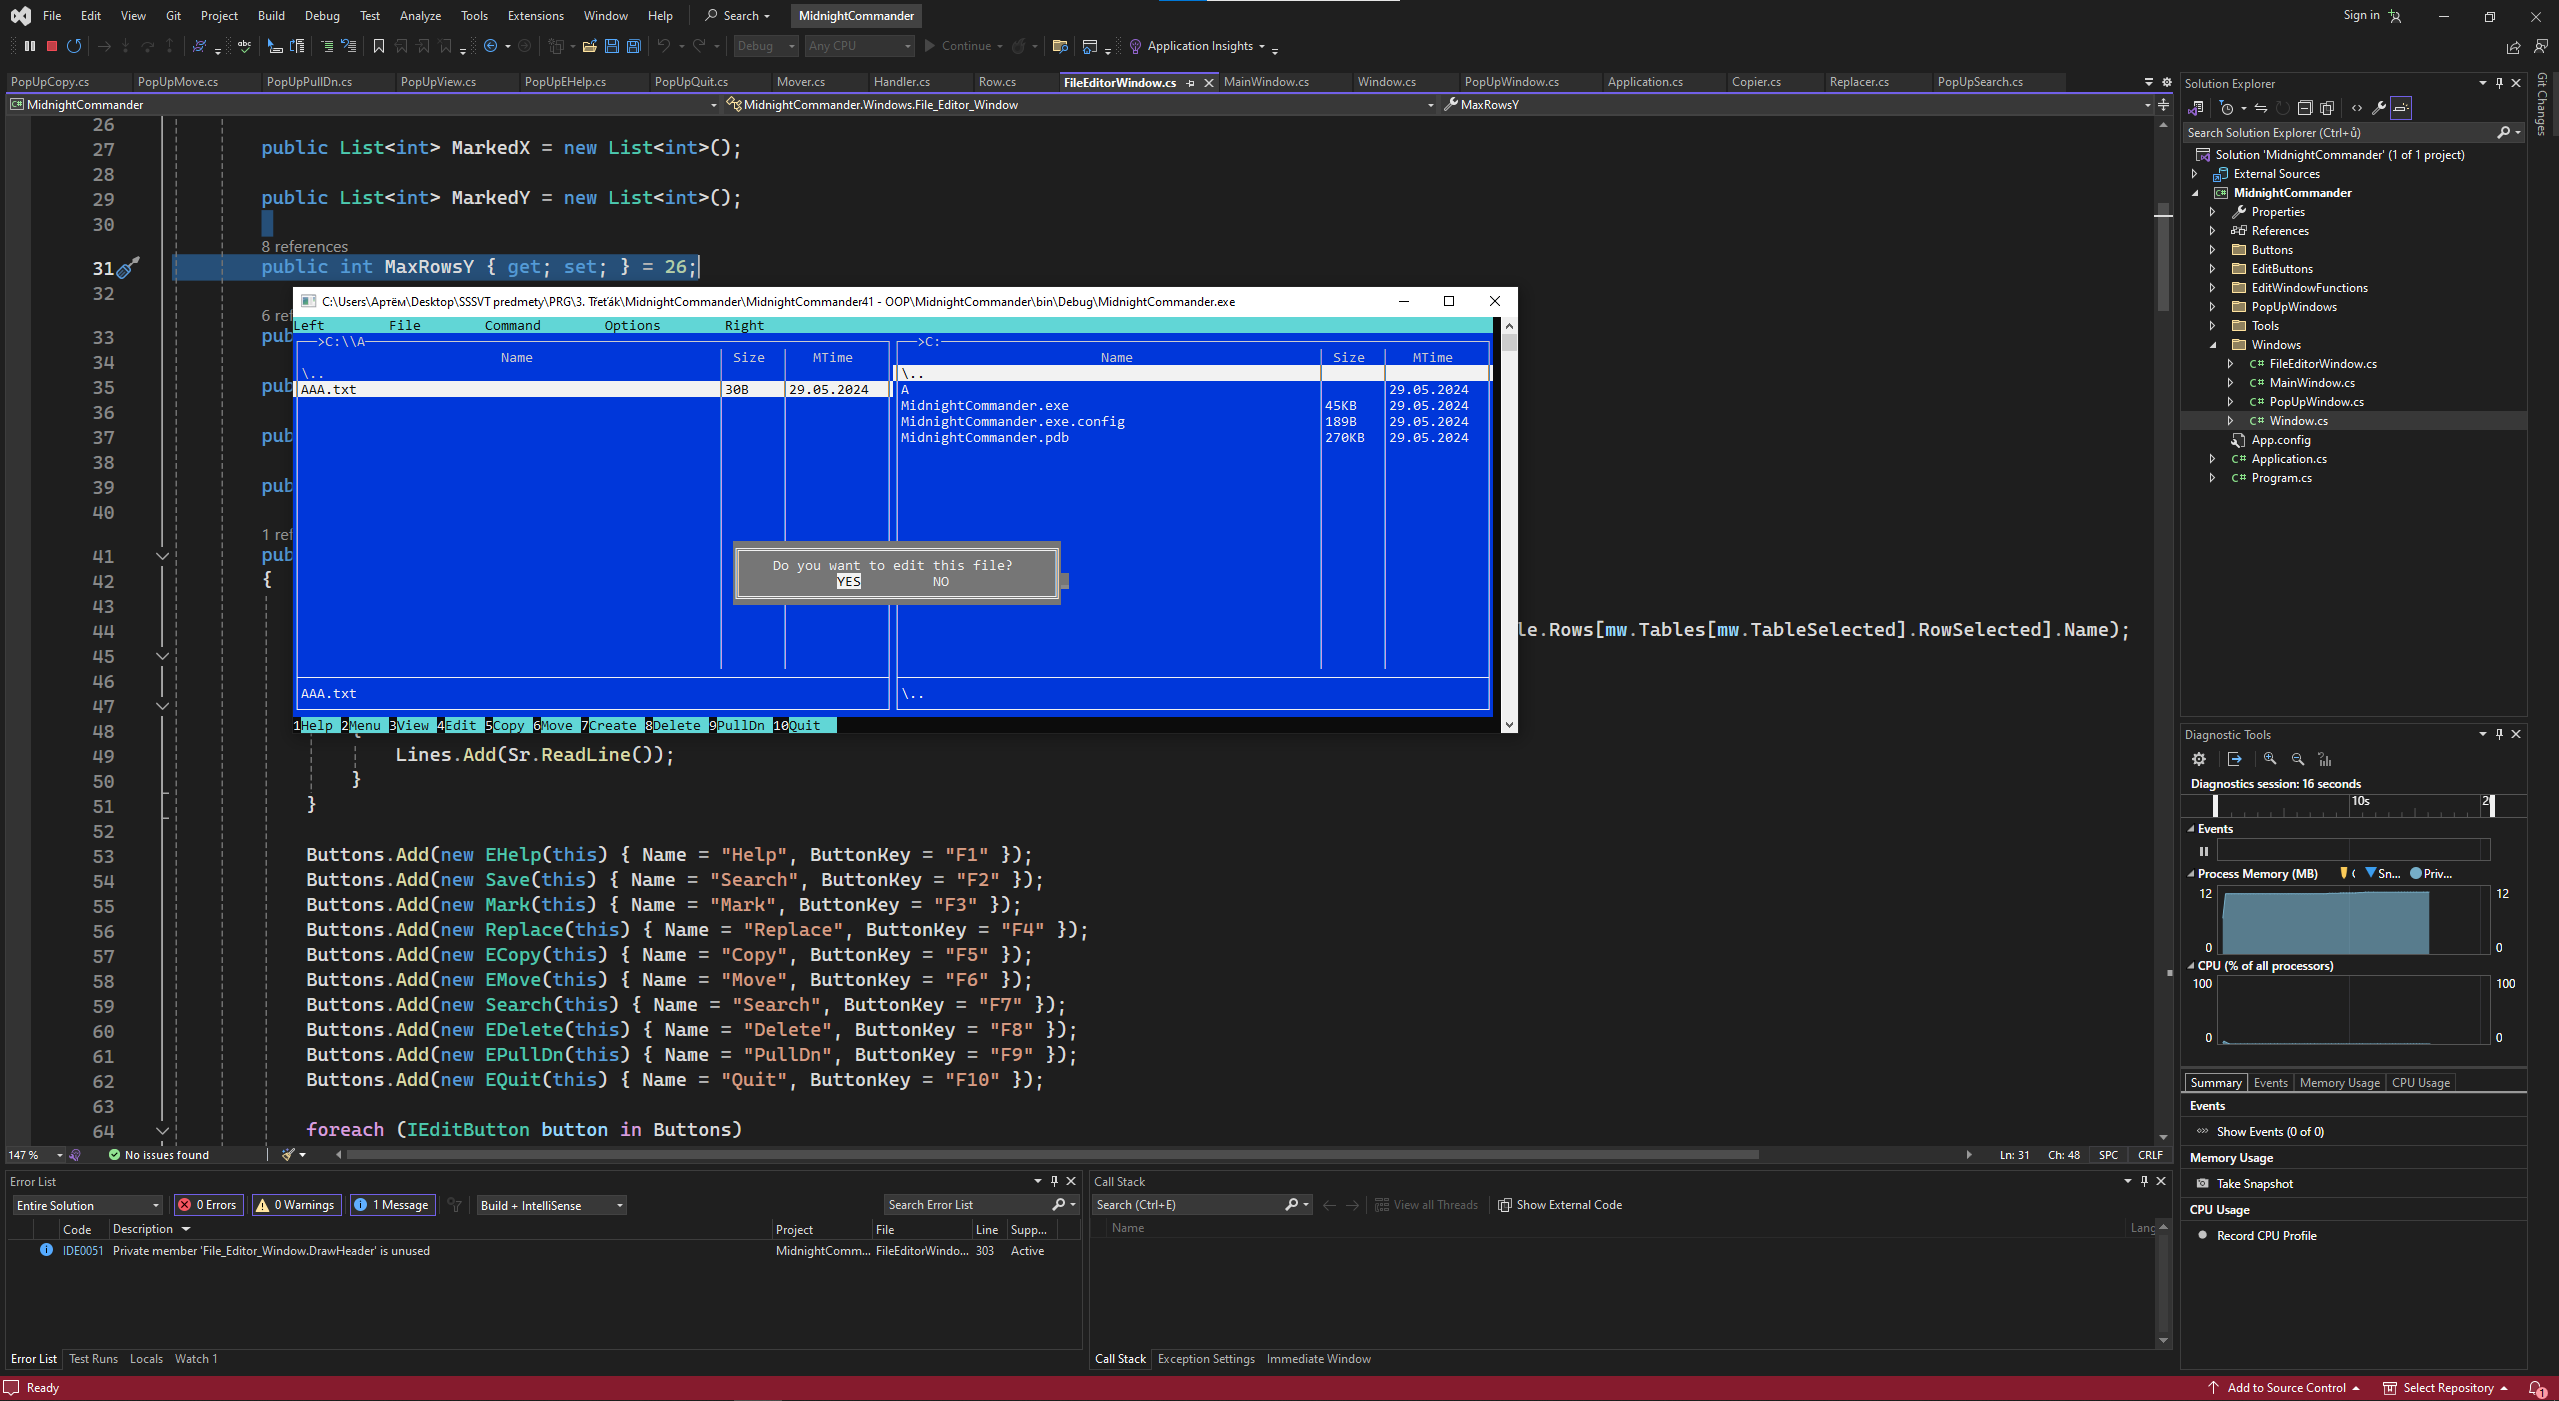 File Edit View Git Project Build Debug Test Analyze Tools Extensions Window Help Search MidnightCommander Sign in
Debug Any CPU Continue Application Insights
PopUpCopy.cs PopUpMove.cs PopUpPullDn.cs PopUpView.cs PopUpEHelp.cs PopUpQuit.cs Mover.cs Handler.cs Row.cs FileEditorWindow.cs MainWindow.cs Window.cs PopUpWindow.cs Application.cs Copier.cs Replacer.cs PopUpSearch.cs
MidnightCommander MidnightCommander.Windows.File_Editor_Window MaxRowsY
26
27 public List<int> MarkedX = new List<int>();
28
29 public List<int> MarkedY = new List<int>();
30
8 references
31 public int MaxRowsY { get; set; } = 26;
32
6 ref
33 pub
34
35 pub
36
37 pub
38
39 pub
40
1 ref
41 pub
42 {
43
44 le.Rows[mw.Tables[mw.TableSelected].RowSelected].Name);
45
46
47
48 {
49 Lines.Add(Sr.ReadLine());
50 }
51 }
52
53 Buttons.Add(new EHelp(this) { Name = "Help", ButtonKey = "F1" });
54 Buttons.Add(new Save(this) { Name = "Search", ButtonKey = "F2" });
55 Buttons.Add(new Mark(this) { Name = "Mark", ButtonKey = "F3" });
56 Buttons.Add(new Replace(this) { Name = "Replace", ButtonKey = "F4" });
57 Buttons.Add(new ECopy(this) { Name = "Copy", ButtonKey = "F5" });
58 Buttons.Add(new EMove(this) { Name = "Move", ButtonKey = "F6" });
59 Buttons.Add(new Search(this) { Name = "Search", ButtonKey = "F7" });
60 Buttons.Add(new EDelete(this) { Name = "Delete", ButtonKey = "F8" });
61 Buttons.Add(new EPullDn(this) { Name = "PullDn", ButtonKey = "F9" });
62 Buttons.Add(new EQuit(this) { Name = "Quit", ButtonKey = "F10" });
63
64 foreach (IEditButton button in Buttons)
C:\Users\Артём\Desktop\SSSVT predmety\PRG\3. Třeťák\MidnightCommander\MidnightCommander41 - OOP\MidnightCommander\bin\Debug\MidnightCommander.exe
Left File Command Options Right
>C:\\A >C:
Name Size MTime Name Size MTime
\.. \..
AAA.txt 30B 29.05.2024 A 29.05.2024
MidnightCommander.exe 45KB 29.05.2024
MidnightCommander.exe.config 189B 29.05.2024
MidnightCommander.pdb 270KB 29.05.2024
Do you want to edit this file?
YES NO
AAA.txt \..
1Help 2Menu 3View 4Edit 5Copy 6Move 7Create 8Delete 9PullDn 10Quit
147 % No issues found Ln: 31 Ch: 48 SPC CRLF
Error List
Entire Solution 0 Errors 0 Warnings 1 Message Build + IntelliSense Search Error List
Code Description Project File Line Supp...
IDE0051 Private member 'File_Editor_Window.DrawHeader' is unused MidnightComm... FileEditorWindo... 303 Active
Error List Test Runs Locals Watch 1
Call Stack
Search (Ctrl+E) View all Threads Show External Code
Name Lang
Call Stack Exception Settings Immediate Window
Solution Explorer
Search Solution Explorer (Ctrl+ů)
Solution 'MidnightCommander' (1 of 1 project)
External Sources
C# MidnightCommander
Properties
References
Buttons
EditButtons
EditWindowFunctions
PopUpWindows
Tools
Windows
C# FileEditorWindow.cs
C# MainWindow.cs
C# PopUpWindow.cs
C# Window.cs
App.config
C# Application.cs
C# Program.cs
Git Changes
Diagnostic Tools
Diagnostics session: 16 seconds
10s 2
Events
Process Memory (MB) Sn... Priv...
12 12
0 0
CPU (% of all processors)
100 100
0 0
Summary Events Memory Usage CPU Usage
Events
Show Events (0 of 0)
Memory Usage
Take Snapshot
CPU Usage
Record CPU Profile
Ready Add to Source Control Select Repository 1